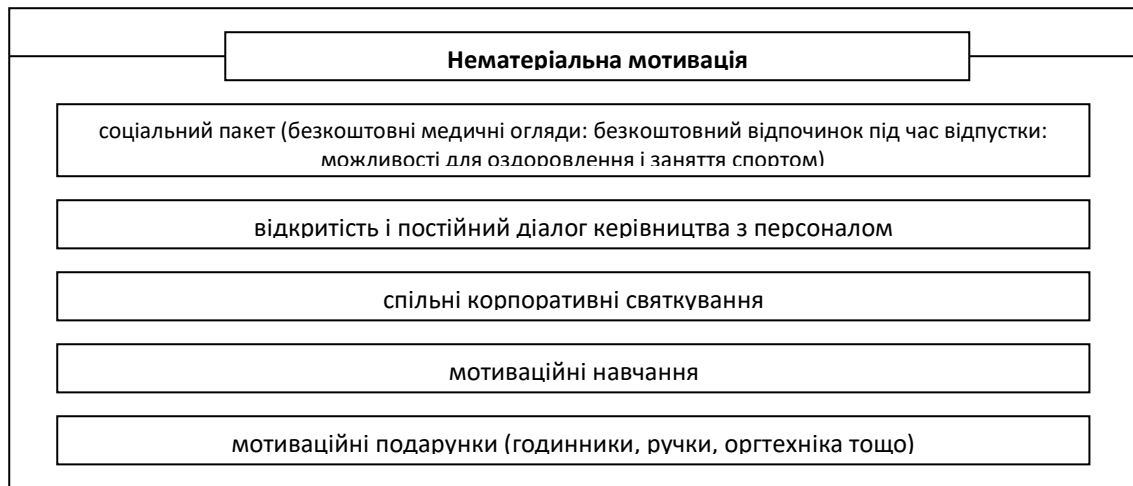 Нематеріальна мотивація
соціальний пакет (безкоштовні медичні огляди: безкоштовний відпочинок під час відпустки:
можливості для оздоровлення і заняття спортом)
відкритість і постійний діалог керівництва з персоналом
спільні корпоративні святкування
мотиваційні навчання
мотиваційні подарунки (годинники, ручки, оргтехніка тощо)